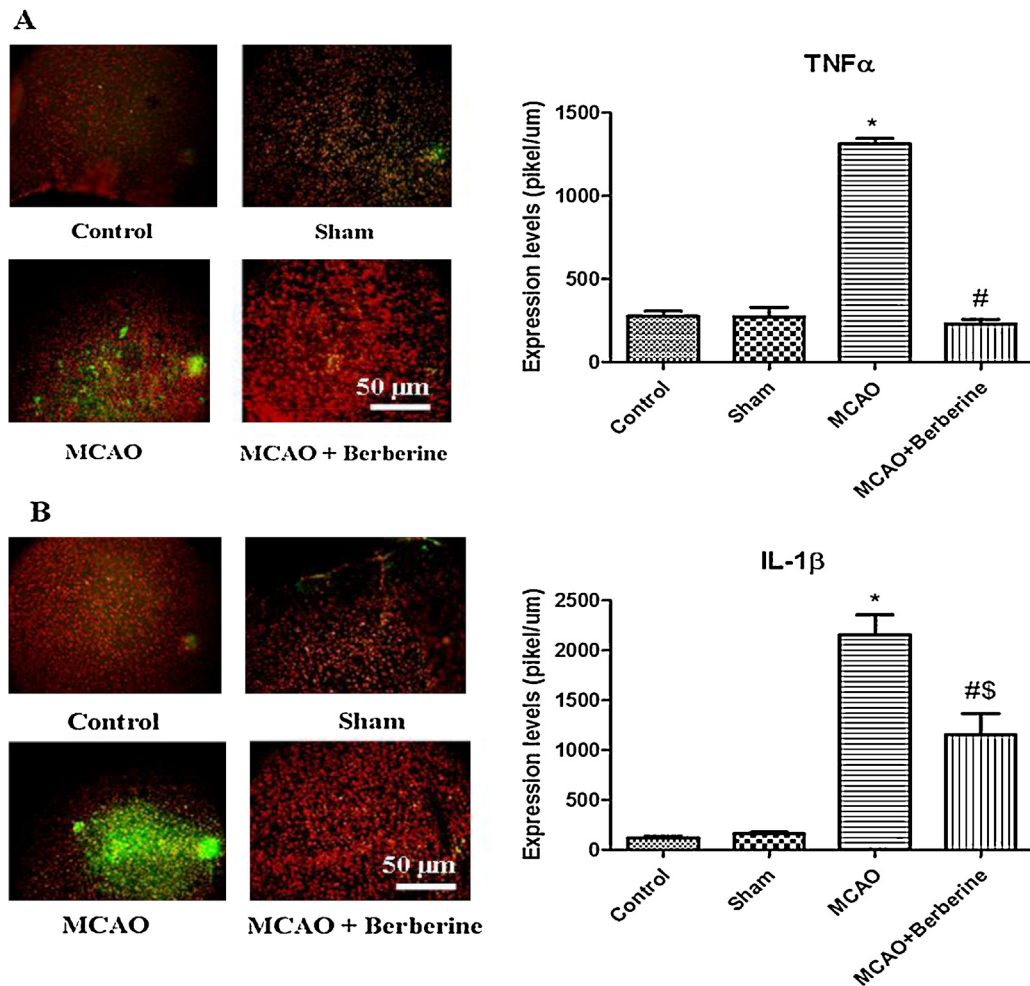 A
Control
Sham
MCAO
50 µm
MCAO + Berberine
TNFα
Expression levels (pikel/um)
1500
1000
500
0
*
#
Control
Sham
MCAO
MCAO+Berberine
B
Control
Sham
MCAO
50 µm
MCAO + Berberine
IL-1β
Expression levels (pikel/um)
2500
2000
1500
1000
500
0
*
#$
Control
Sham
MCAO
MCAO+Berberine